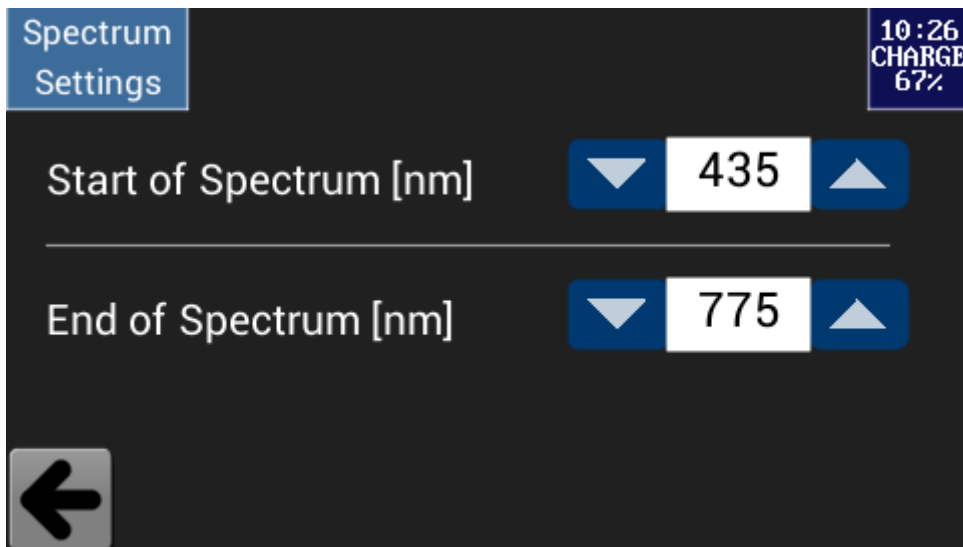 Spectrum
Settings
10:26
CHARGE
67%
Start of Spectrum [nm]
435
End of Spectrum [nm]
775